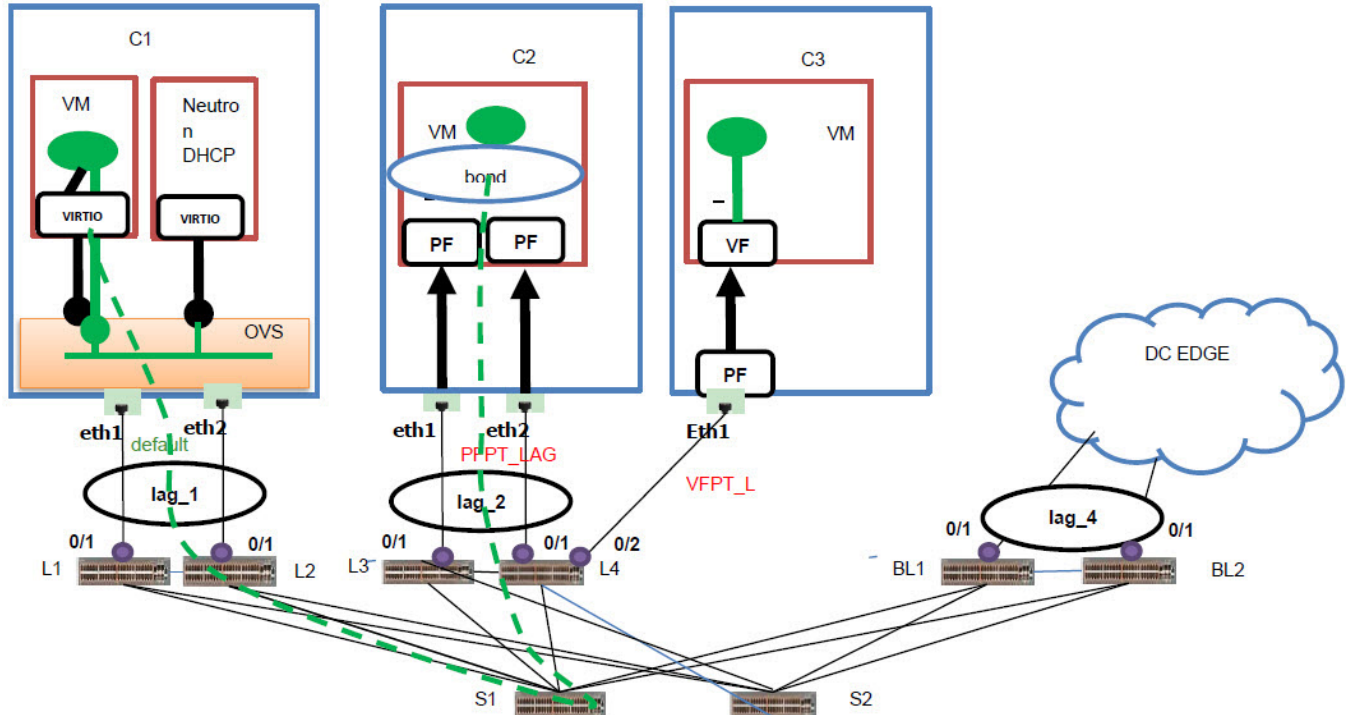 C1
C2
C3
VM
Neutro
n
DHCP
VM
VM
bond
VIRTIO
VIRTIO
PF
PF
VF
OVS
PF
DC EDGE
eth1
eth2
eth1
eth2
Eth1
default
PFPT_LAG
VFPT_L
lag_1
lag_2
lag_4
0/1
0/1
0/1
0/1
0/2
0/1
0/1
L1
L2
L3
L4
BL1
BL2
S1
S2